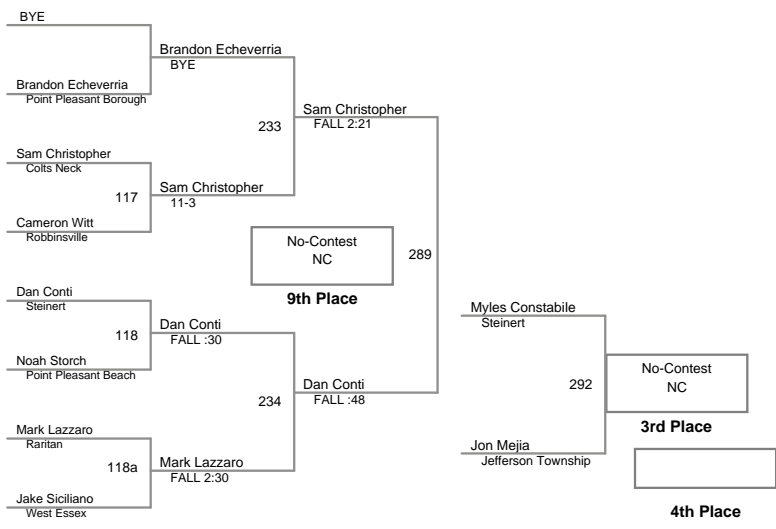 BYE
Brandon Echeverria
BYE
Brandon Echeverria
Point Pleasant Borough
233
Sam Christopher
FALL 2:21
Sam Christopher
Colts Neck
117
Sam Christopher
11-3
Cameron Witt
Robbinsville
No-Contest
NC
9th Place
289
Dan Conti
Steinert
118
Dan Conti
FALL :30
Noah Storch
Point Pleasant Beach
234
Dan Conti
FALL :48
Mark Lazzaro
Raritan
118a
Mark Lazzaro
FALL 2:30
Jake Siciliano
West Essex
Myles Constabile
Steinert
292
No-Contest
NC
3rd Place
Jon Mejia
Jefferson Township
4th Place